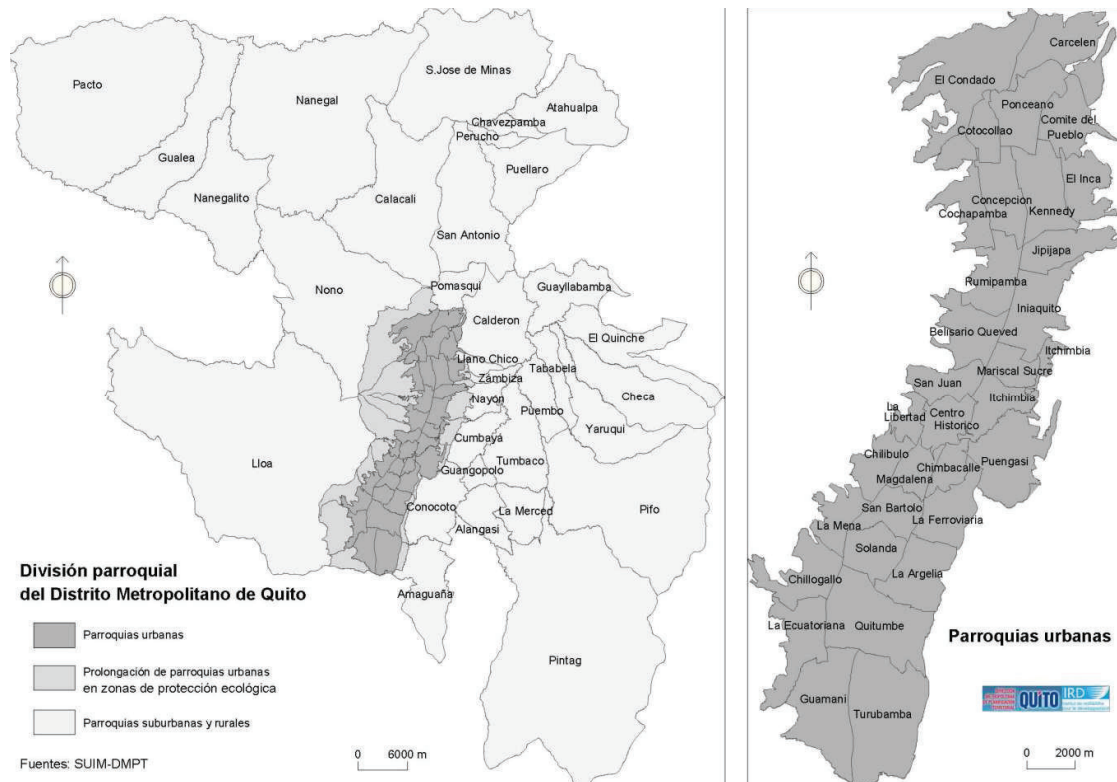 Pacto
Nanegal
S.Jose de Minas
Atahualpa
Chavezpamba
Perucho
Gualea
Puellaro
Nanegalito
Calacali
San Antonio
Nono
Pomasqui
Guayllabamba
Calderon
El Quinche
Llano Chico
Tababela
Zámbiza
Checa
Nayón
Puembo
Yaruqui
Cumbayá
Lloa
Tumbaco
Guangopolo
Conocoto
La Merced
Pifo
Alangasi
Amaguaña
Pintag
División parroquial
del Distrito Metropolitano de Quito
Parroquias urbanas
Prolongación de parroquias urbanas
en zonas de protección ecológica
Parroquias suburbanas y rurales
0 6000 m
Fuentes: SUIM-DMPT
Carcelen
El Condado
Ponceano
Comite del
Pueblo
Cotocollao
El Inca
Concepción
Cochapamba
Kennedy
Jipijapa
Rumipamba
Iniaquito
Belisario Queved
Itchimbia
Mariscal Sucre
San Juan
Itchimbia
La
Libertad
Centro
Historico
Chilibulo
Chimbacalle
Puengasi
Magdalena
San Bartolo
La Mena
La Ferroviaria
Solanda
La Argelia
Chillogallo
La Ecuatoriana
Quitumbe
Parroquias urbanas
Guamani
Turubamba
QUITO
IRD
0 2000 m